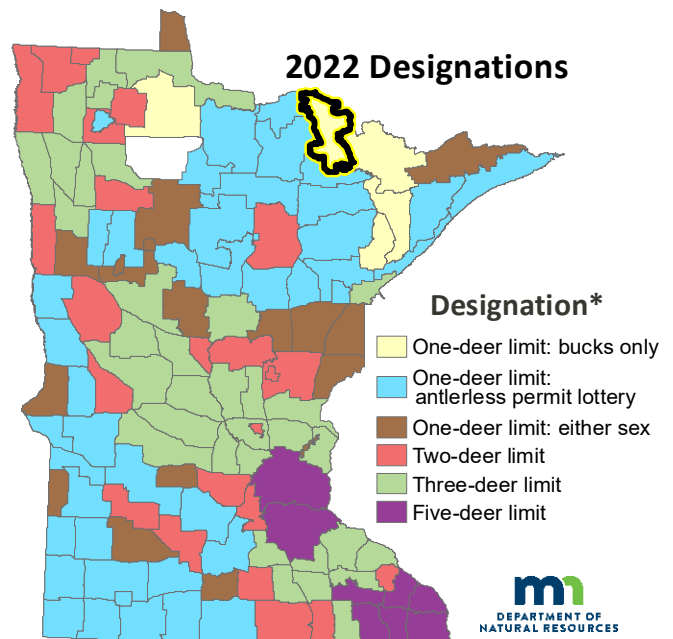 2022 Designations
Designation*
One-deer limit: bucks only
One-deer limit:
antlerless permit lottery
One-deer limit: either sex
Two-deer limit
Three-deer limit
Five-deer limit
mn
DEPARTMENT OF
NATURAL RESOURCES